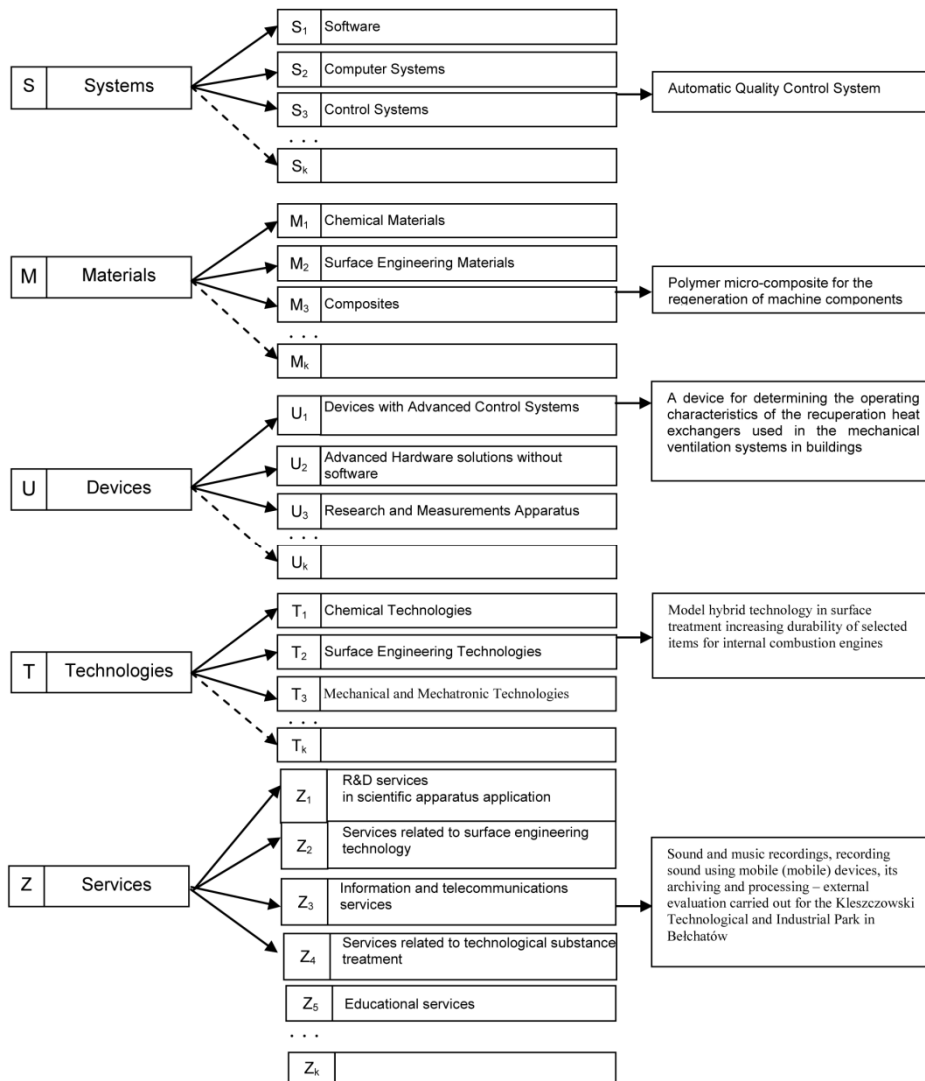 S Systems
S1 Software
S2 Computer Systems
S3 Control Systems
. . .
Sk
Automatic Quality Control System
M Materials
M1 Chemical Materials
M2 Surface Engineering Materials
M3 Composites
. . .
Mk
Polymer micro-composite for the
regeneration of machine components
U Devices
U1 Devices with Advanced Control Systems
U2 Advanced Hardware solutions without
software
U3 Research and Measurements Apparatus
. . .
Uk
A device for determining the operating
characteristics of the recuperation heat
exchangers used in the mechanical
ventilation systems in buildings
T Technologies
T1 Chemical Technologies
T2 Surface Engineering Technologies
T3 Mechanical and Mechatronic Technologies
. . .
Tk
Model hybrid technology in surface
treatment increasing durability of selected
items for internal combustion engines
Z Services
Z1 R&D services
in scientific apparatus application
Z2 Services related to surface engineering
technology
Z3 Information and telecommunications
services
Z4 Services related to technological substance
treatment
Z5 Educational services
. . .
Zk
Sound and music recordings, recording
sound using mobile (mobile) devices, its
archiving and processing – external
evaluation carried out for the Kleszczowski
Technological and Industrial Park in
Bełchatów